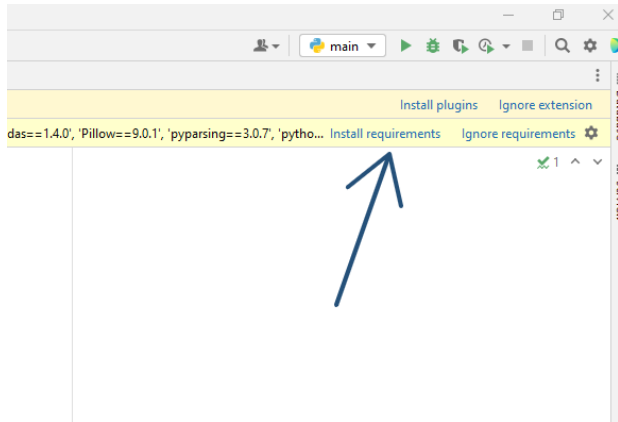 main
Install plugins Ignore extension
das==1.4.0', 'Pillow==9.0.1', 'pyparsing==3.0.7', 'pytho... Install requirements Ignore requirements
1